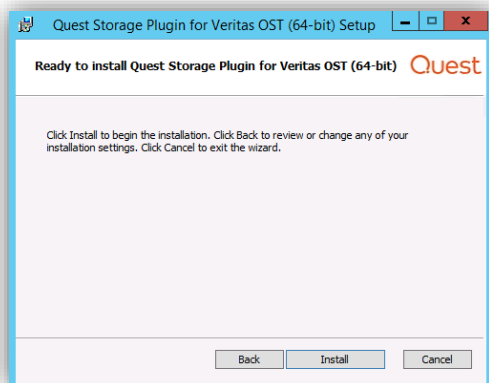 Quest Storage Plugin for Veritas OST (64-bit) Setup
Ready to install Quest Storage Plugin for Veritas OST (64-bit)
Quest
Click Install to begin the installation. Click Back to review or change any of your
installation settings. Click Cancel to exit the wizard.
Back Install Cancel